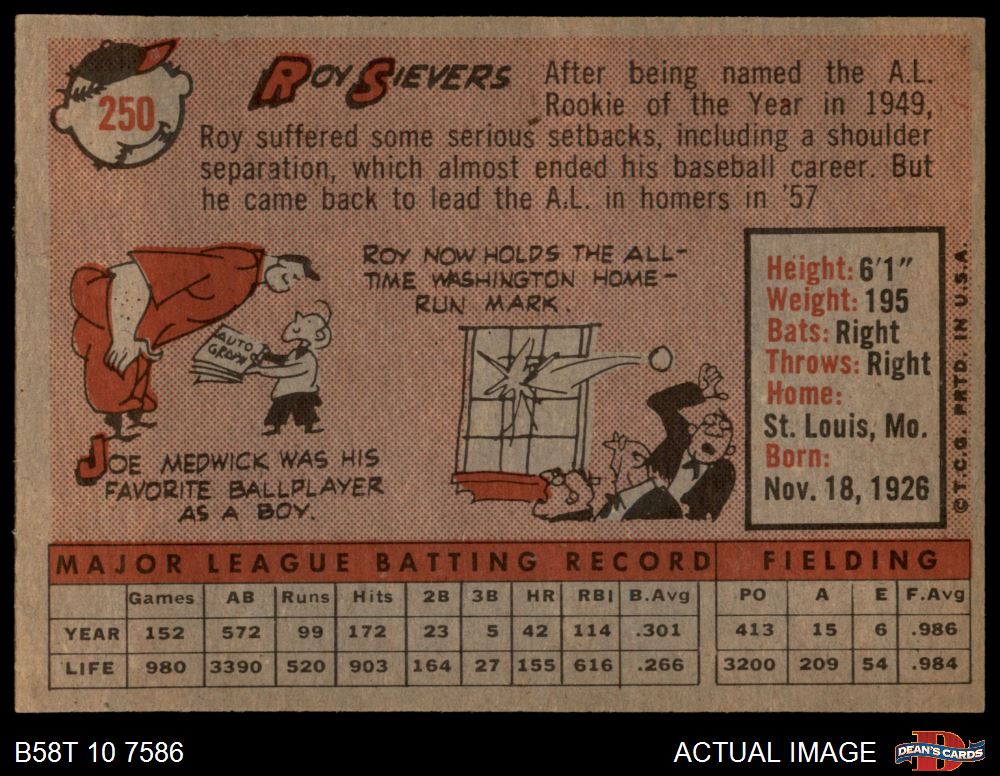 250
ROY SIEVERS
After being named the A.L.
Rookie of the Year in 1949,
Roy suffered some serious setbacks, including a shoulder
separation, which almost ended his baseball career. But
he came back to lead the A.L. in homers in '57
ROY NOW HOLDS THE ALL-
TIME WASHINGTON HOME-
RUN MARK.
AUTO
GRAPH
JOE MEDWICK WAS HIS
FAVORITE BALLPLAYER
AS A BOY.
Height: 6'1"
Weight: 195
Bats: Right
Throws: Right
Home:
St. Louis, Mo.
Born:
Nov. 18, 1926
©T.C.G. PRTD. IN U.S.A.
MAJOR LEAGUE BATTING RECORD FIELDING
Games AB Runs Hits 2B 3B HR RBI B.Avg PO A E F.Avg
YEAR 152 572 99 172 23 5 42 114 .301 413 15 6 .986
LIFE 980 3390 520 903 164 27 155 616 .266 3200 209 54 .984
B58T 10 7586 ACTUAL IMAGE DEAN'S CARDS